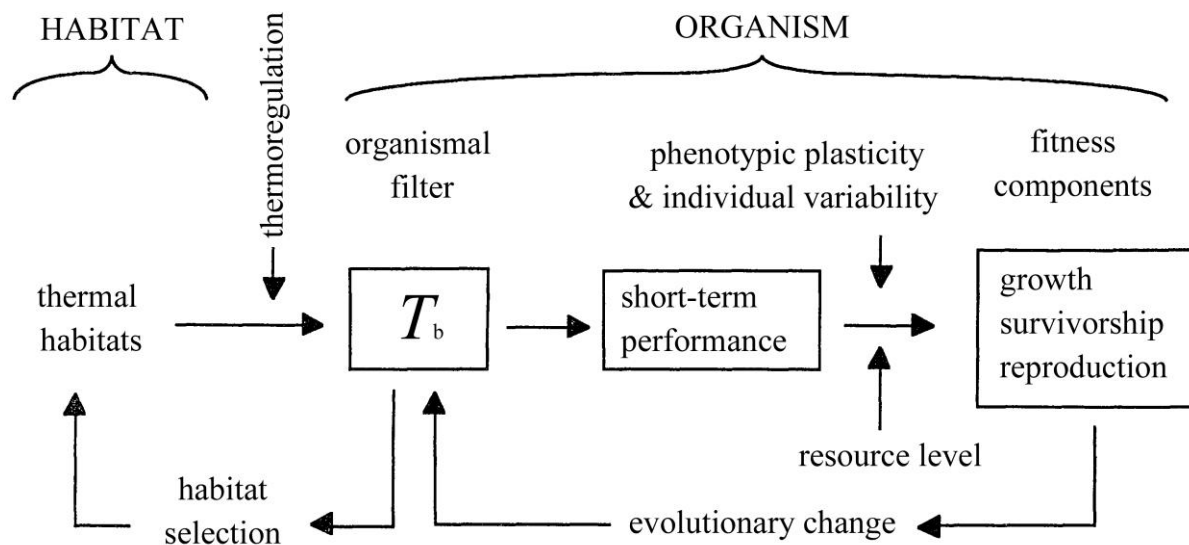 HABITAT
thermoregulation
ORGANISM
organismal
filter
phenotypic plasticity
& individual variability
fitness
components
thermal
habitats
T_b
short-term
performance
growth
survivorship
reproduction
resource level
habitat
selection
evolutionary change